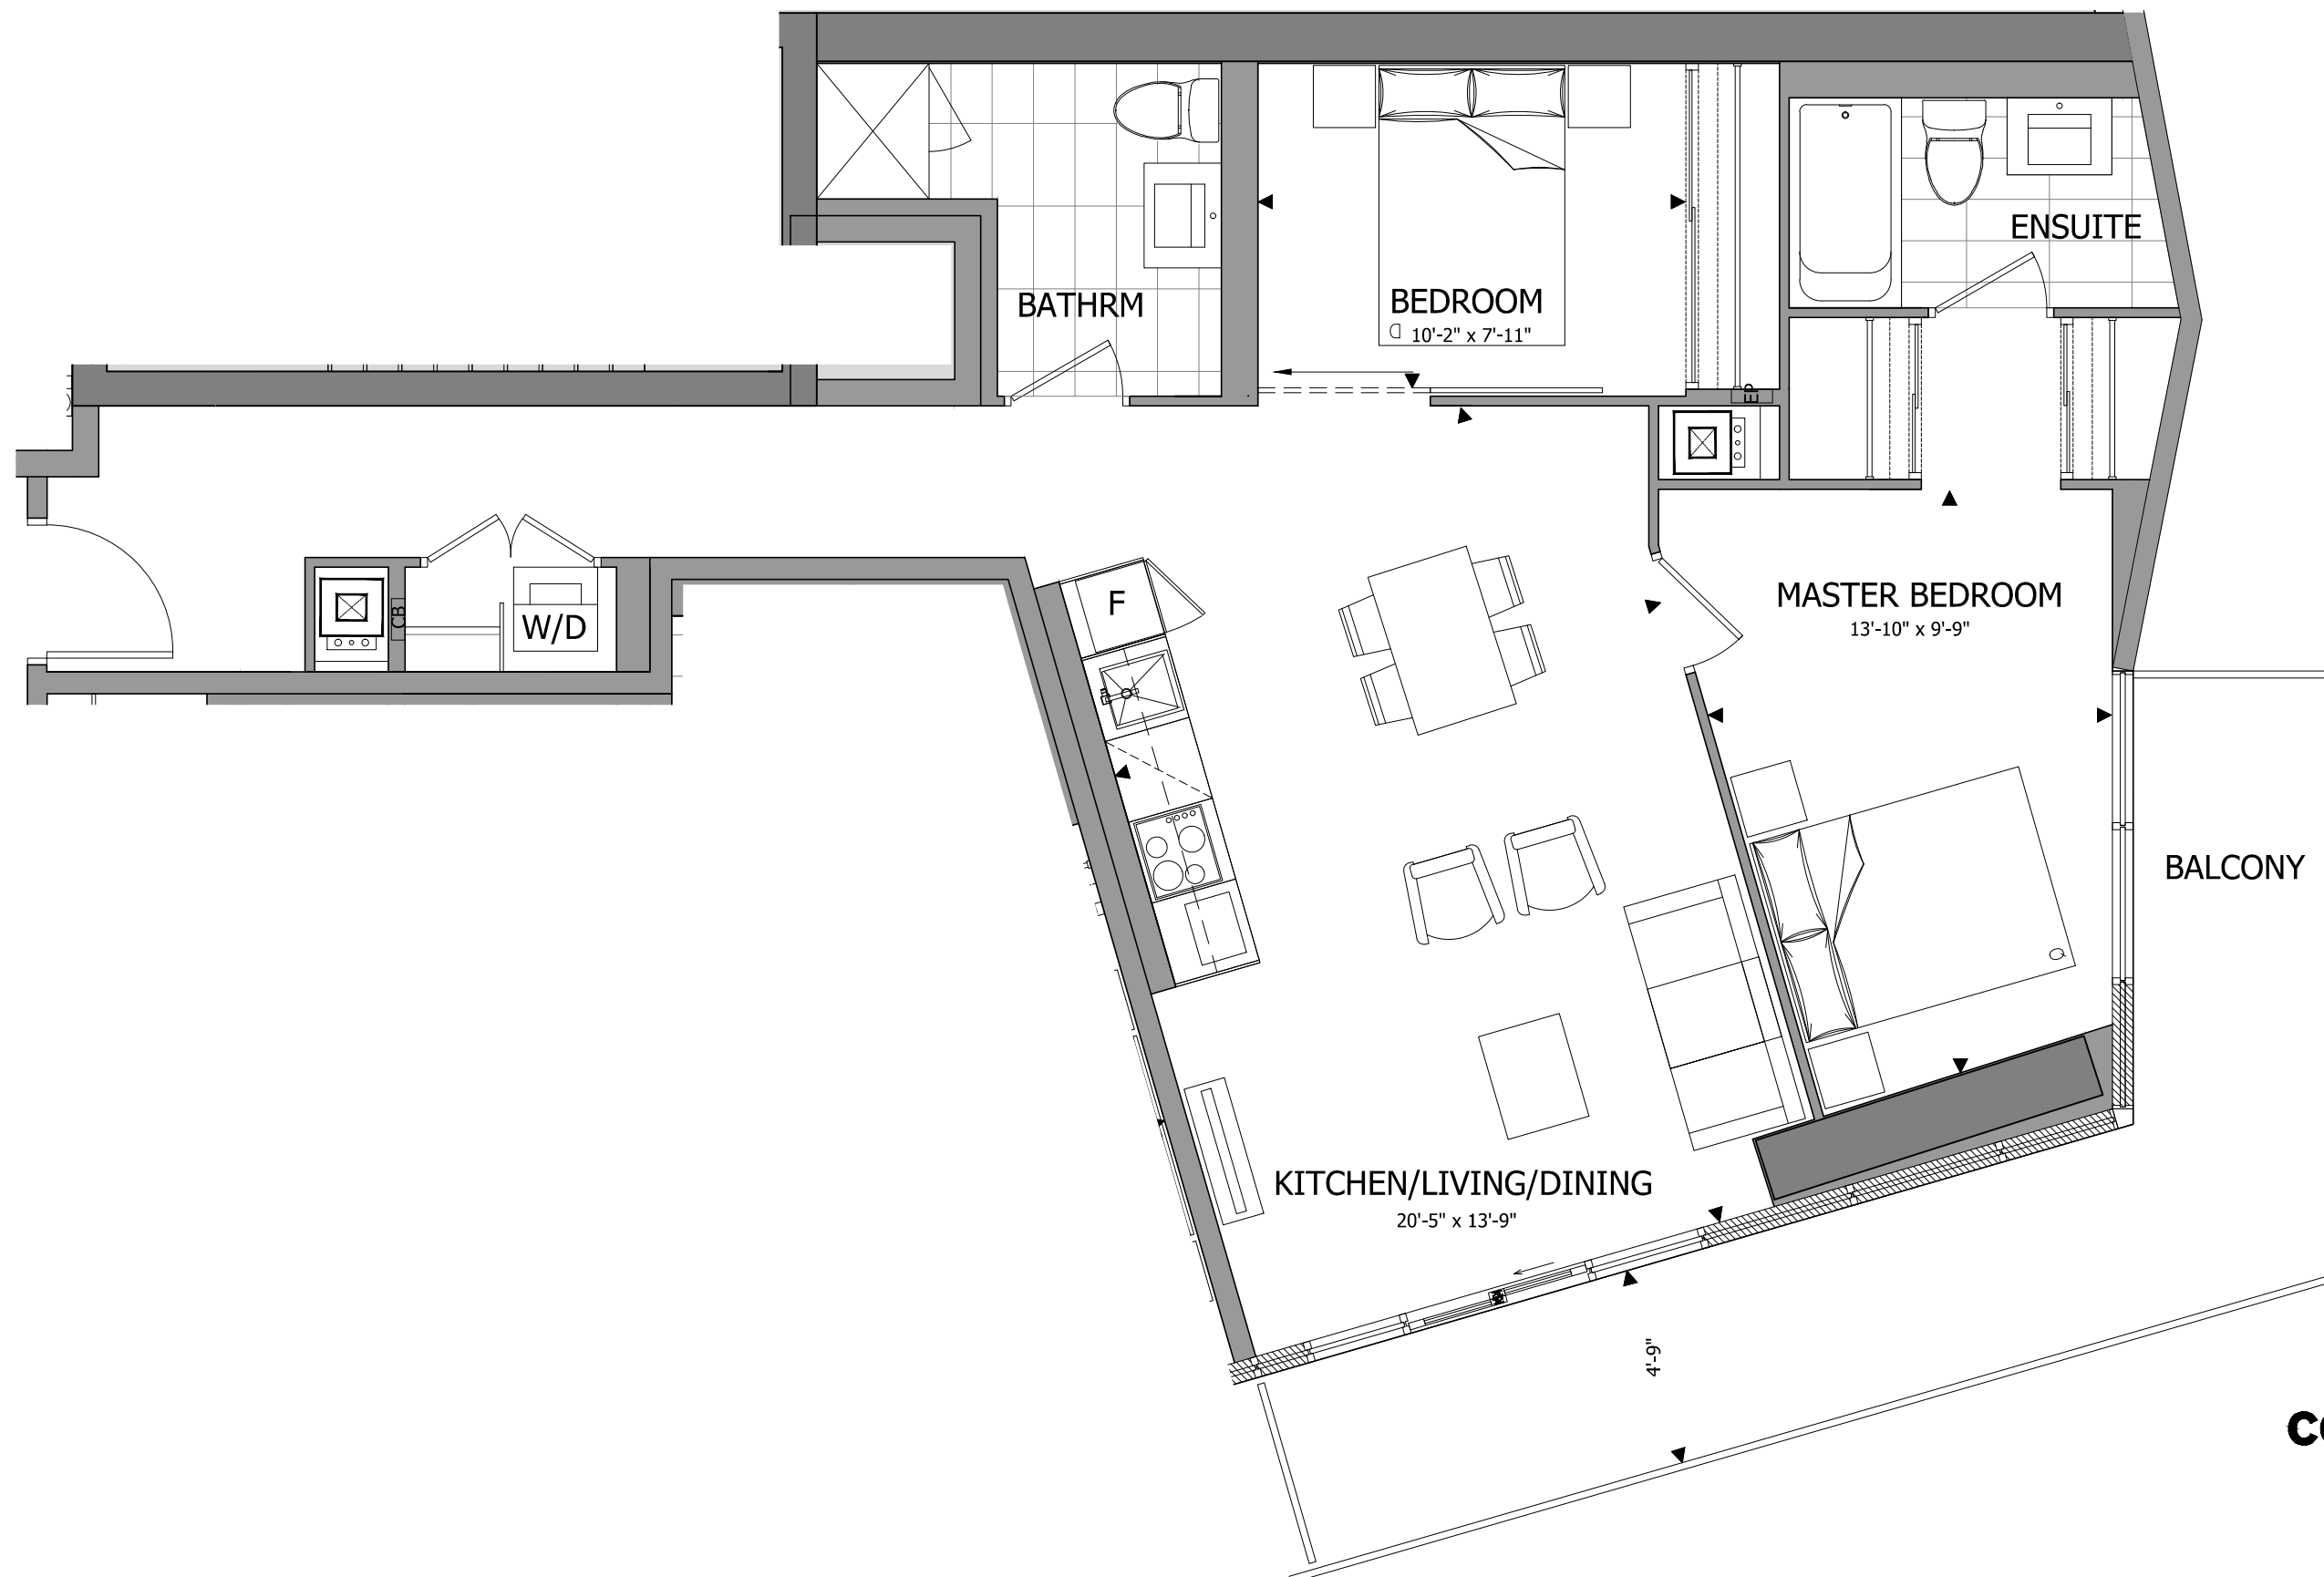 ENSUITE
BATHRM
BEDROOM
10'-2" x 7'-11"
EP
MASTER BEDROOM
13'-10" x 9'-9"
F
CB
W/D
BALCONY
KITCHEN/LIVING/DINING
20'-5" x 13'-9"
4'-9"